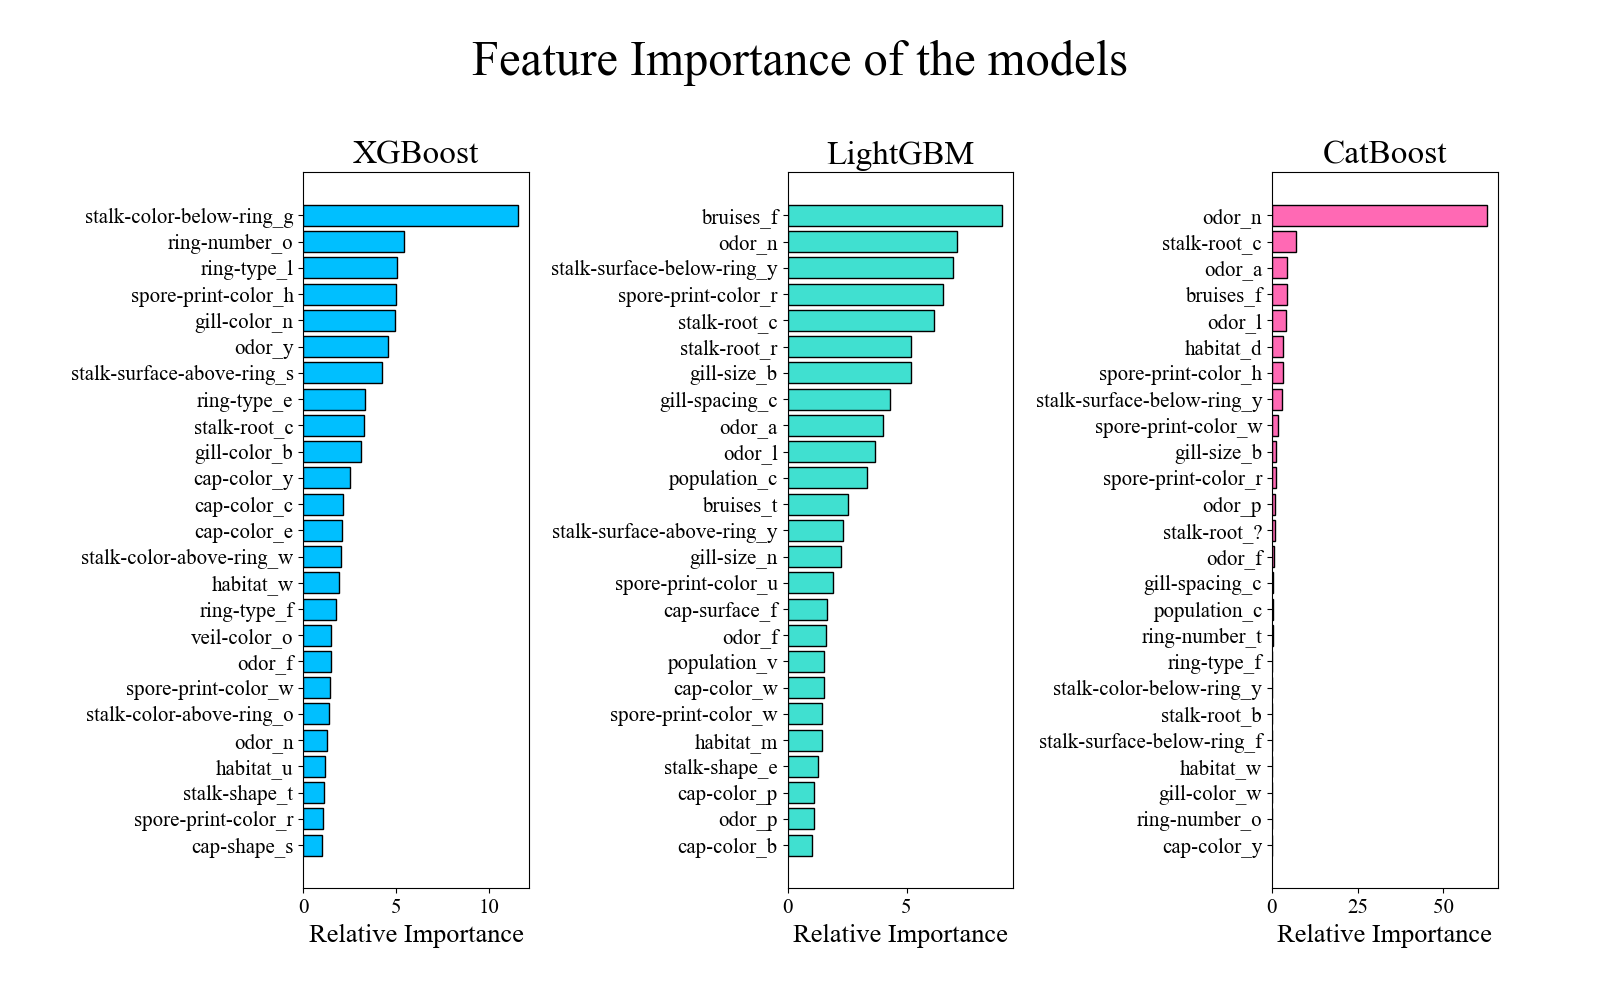 Feature Importance of the models
XGBoost
stalk-color-below-ring_g
ring-number_o
ring-type_l
spore-print-color_h
gill-color_n
odor_y
stalk-surface-above-ring_s
ring-type_e
stalk-root_c
gill-color_b
cap-color_y
cap-color_c
cap-color_e
stalk-color-above-ring_w
habitat_w
ring-type_f
veil-color_o
odor_f
spore-print-color_w
stalk-color-above-ring_o
odor_n
habitat_u
stalk-shape_t
spore-print-color_r
cap-shape_s
0 5 10
Relative Importance
LightGBM
bruises_f
odor_n
stalk-surface-below-ring_y
spore-print-color_r
stalk-root_c
stalk-root_r
gill-size_b
gill-spacing_c
odor_a
odor_l
population_c
bruises_t
stalk-surface-above-ring_y
gill-size_n
spore-print-color_u
cap-surface_f
odor_f
population_v
cap-color_w
spore-print-color_w
habitat_m
stalk-shape_e
cap-color_p
odor_p
cap-color_b
0 5
Relative Importance
CatBoost
odor_n
stalk-root_c
odor_a
bruises_f
odor_l
habitat_d
spore-print-color_h
stalk-surface-below-ring_y
spore-print-color_w
gill-size_b
spore-print-color_r
odor_p
stalk-root_?
odor_f
gill-spacing_c
population_c
ring-number_t
ring-type_f
stalk-color-below-ring_y
stalk-root_b
stalk-surface-below-ring_f
habitat_w
gill-color_w
ring-number_o
cap-color_y
0 25 50
Relative Importance